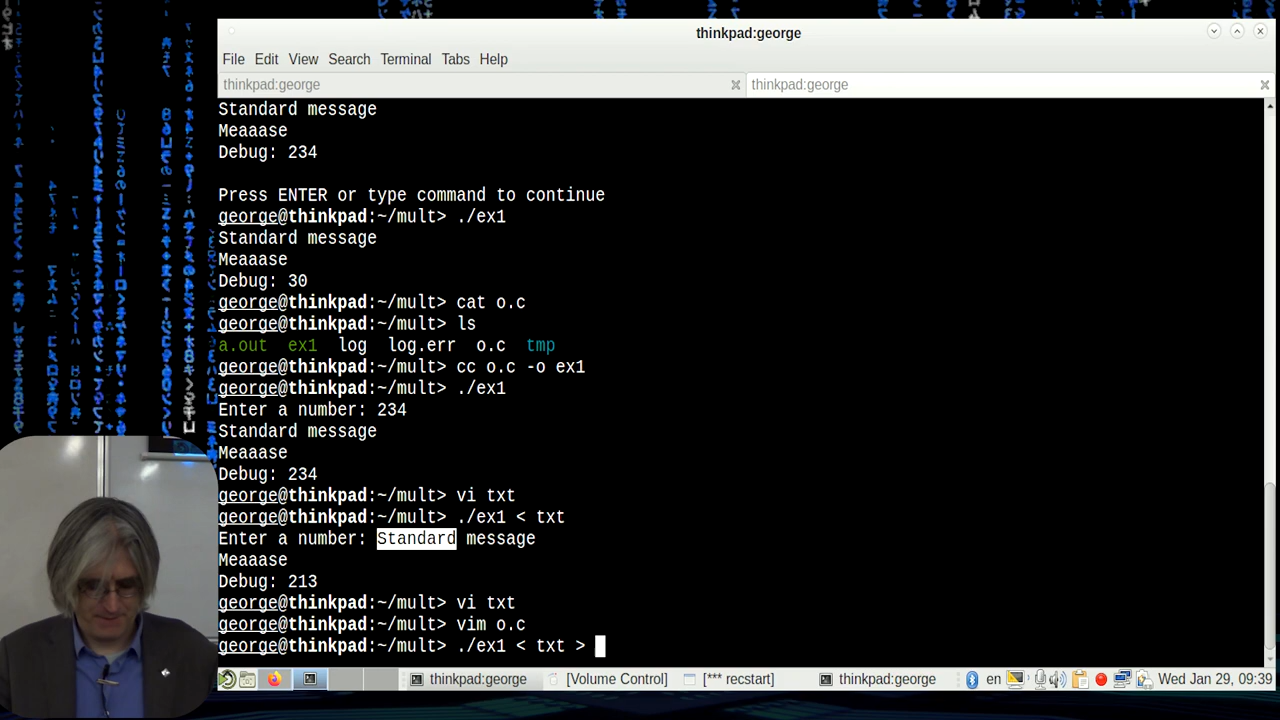 thinkpad:george
File Edit View Search Terminal Tabs Help
thinkpad:george thinkpad:george
Standard message
Meaaase
Debug: 234
Press ENTER or type command to continue
george@thinkpad:~/mult> ./ex1
Standard message
Meaaase
Debug: 30
george@thinkpad:~/mult> cat o.c
george@thinkpad:~/mult> ls
a.out ex1 log log.err o.c tmp
george@thinkpad:~/mult> cc o.c -o ex1
george@thinkpad:~/mult> ./ex1
Enter a number: 234
Standard message
Meaaase
Debug: 234
george@thinkpad:~/mult> vi txt
george@thinkpad:~/mult> ./ex1 < txt
Enter a number: Standard message
Meaaase
Debug: 213
george@thinkpad:~/mult> vi txt
george@thinkpad:~/mult> vim o.c
george@thinkpad:~/mult> ./ex1 < txt >
thinkpad:george [Volume Control] [*** recstart] thinkpad:george en Wed Jan 29, 09:39